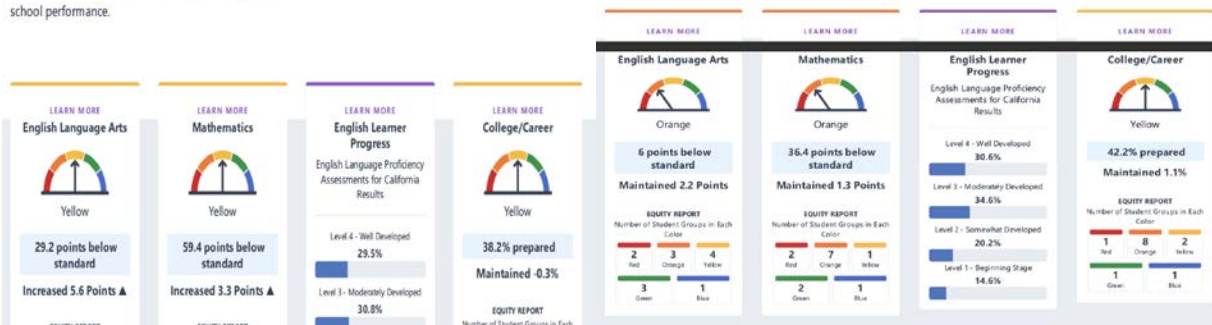 school performance.
LEARN MORE
English Language Arts
Yellow
29.2 points below
standard
Increased 5.6 Points ▲
LEARN MORE
Mathematics
Yellow
59.4 points below
standard
Increased 3.3 Points ▲
LEARN MORE
English Learner
Progress
English Language Proficiency
Assessments for California
Results
Level 4 - Well Developed
29.5%
Level 3 - Moderately Developed
30.8%
LEARN MORE
College/Career
Yellow
38.2% prepared
Maintained -0.3%
EQUITY REPORT
Number of Student Groups in Each
LEARN MORE
English Language Arts
Orange
6 points below
standard
Maintained 2.2 Points
EQUITY REPORT
Number of Student Groups in Each
Color
2 3 4
Red Orange Yellow
3 1
Green Blue
LEARN MORE
Mathematics
Orange
36.4 points below
standard
Maintained 1.3 Points
EQUITY REPORT
Number of Student Groups in Each
Color
2 7 1
Red Orange Yellow
2 1
Green Blue
LEARN MORE
English Learner
Progress
English Language Proficiency
Assessments for California
Results
Level 4 - Well Developed
30.6%
Level 3 - Moderately Developed
34.6%
Level 2 - Somewhat Developed
20.2%
Level 1 - Beginning Stage
14.6%
LEARN MORE
College/Career
Yellow
42.2% prepared
Maintained 1.1%
EQUITY REPORT
Number of Student Groups in Each
Color
1 8 2
Red Orange Yellow
1 1
Green Blue